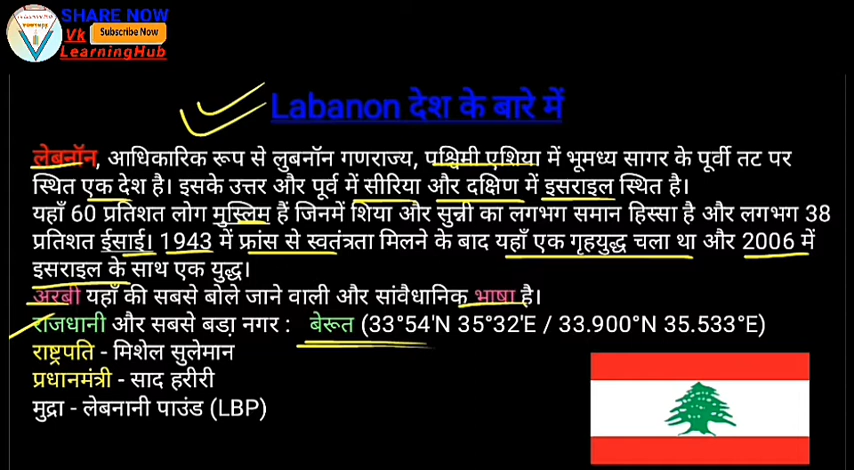 SHARE NOW
Vk Subscribe Now
LearningHub
Labanon देश के बारे में
लेबनॉन, आधिकारिक रूप से लुबनॉन गणराज्य, पश्चिमी एशिया में भूमध्य सागर के पूर्वी तट पर
स्थित एक देश है। इसके उत्तर और पूर्व में सीरिया और दक्षिण में इसराइल स्थित है।
यहाँ 60 प्रतिशत लोग मुस्लिम हैं जिनमें शिया और सुन्नी का लगभग समान हिस्सा है और लगभग 38
प्रतिशत ईसाई। 1943 में फ्रांस से स्वतंत्रता मिलने के बाद यहाँ एक गृहयुद्ध चला था और 2006 में
इसराइल के साथ एक युद्ध।
अरबी यहाँ की सबसे बोले जाने वाली और सांवैधानिक भाषा है।
राजधानी और सबसे बडा़ नगर : बेरूत (33°54'N 35°32'E / 33.900°N 35.533°E)
राष्ट्रपति - मिशेल सुलेमान
प्रधानमंत्री - साद हरीरी
मुद्रा - लेबनानी पाउंड (LBP)